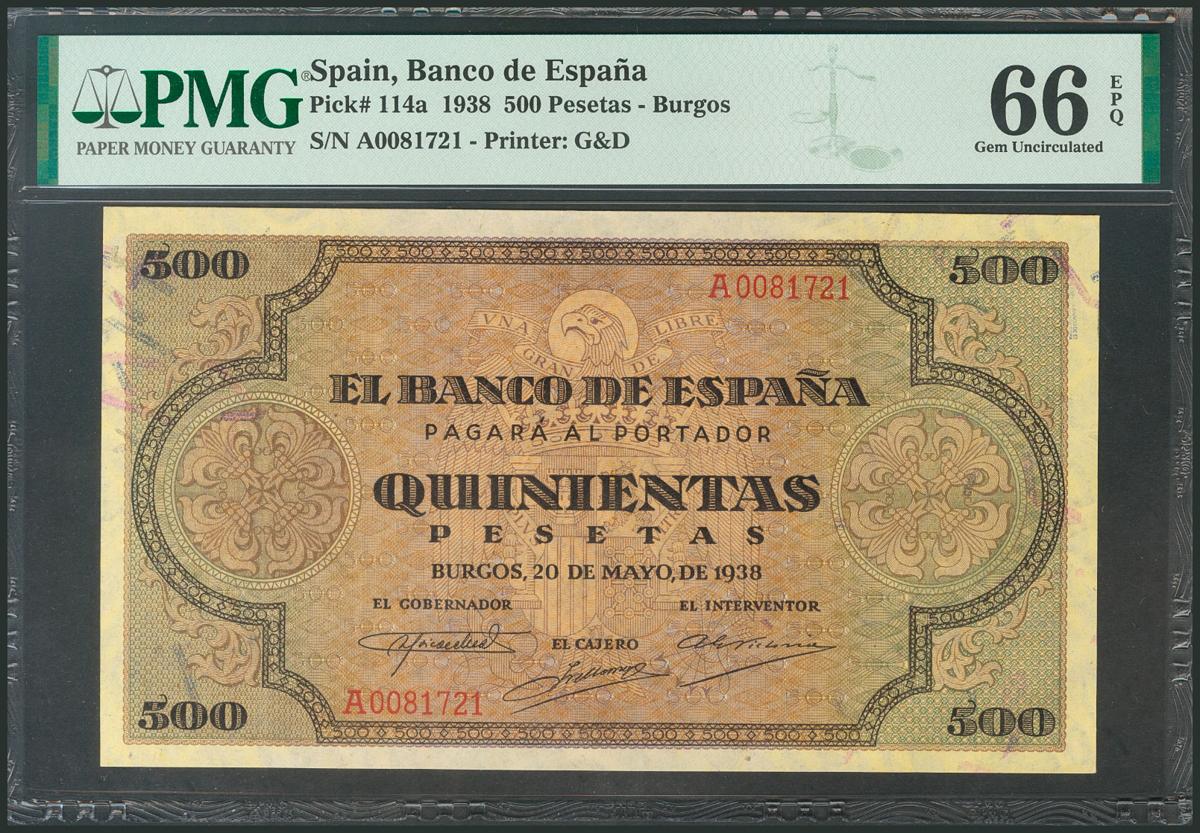 PMG®
PAPER MONEY GUARANTY
Spain, Banco de España
Pick# 114a 1938 500 Pesetas - Burgos
S/N A0081721 - Printer: G&D
66 EPQ
Gem Uncirculated
500
500
A0081721
VNA LIBRE
GRANDE
EL BANCO DE ESPAÑA
PAGARÁ AL PORTADOR
QUINIENTAS
PESETAS
BURGOS, 20 DE MAYO, DE 1938
EL GOBERNADOR
EL INTERVENTOR
EL CAJERO
A0081721
500
500